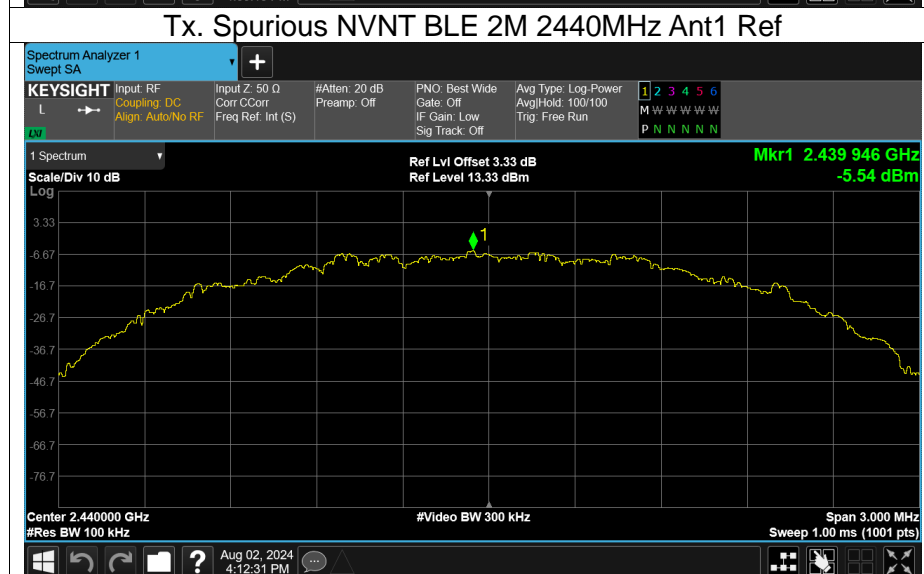 Tx. Spurious NVNT BLE 2M 2440MHz Ant1 Ref
Spectrum Analyzer 1
Swept SA
+
KEYSIGHT
L
LXI
Input: RF
Coupling: DC
Align: Auto/No RF
Input Z: 50 Ω
Corr CCorr
Freq Ref: Int (S)
#Atten: 20 dB
Preamp: Off
PNO: Best Wide
Gate: Off
IF Gain: Low
Sig Track: Off
Avg Type: Log-Power
Avg|Hold: 100/100
Trig: Free Run
1 2 3 4 5 6
M W W W W W
P N N N N N
1 Spectrum
Scale/Div 10 dB
Log
Ref Lvl Offset 3.33 dB
Ref Level 13.33 dBm
Mkr1 2.439 946 GHz
-5.54 dBm
1
3.33
-6.67
-16.7
-26.7
-36.7
-46.7
-56.7
-66.7
-76.7
Center 2.440000 GHz
#Res BW 100 kHz
#Video BW 300 kHz
Span 3.000 MHz
Sweep 1.00 ms (1001 pts)
?
Aug 02, 2024
4:12:31 PM